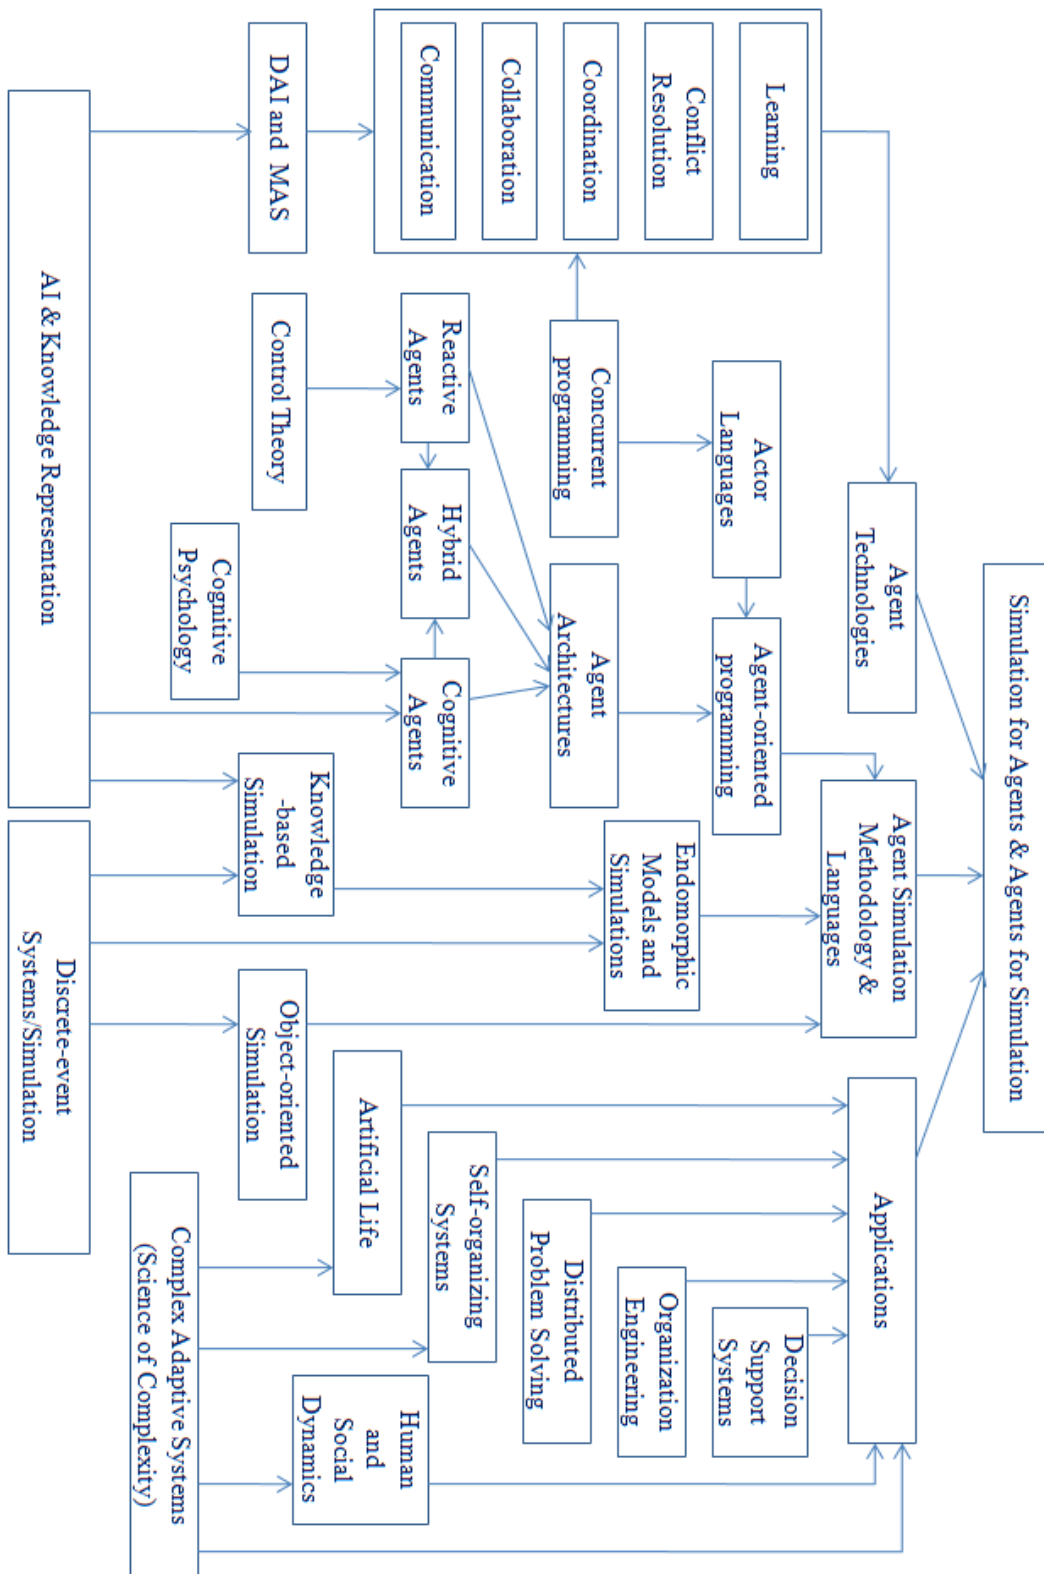 Simulation for Agents & Agents for Simulation
Agent
Technologies
Agent Simulation
Methodology &
Languages
Applications
Learning
Conflict
Resolution
Coordination
Collaboration
Communication
Actor
Languages
Agent-oriented
programming
Decision
Support
Systems
Concurrent
programming
Agent
Architectures
Endomorphic
Models and
Simulations
Organization
Engineering
Distributed
Problem Solving
Reactive
Agents
Hybrid
Agents
Cognitive
Agents
Self-organizing
Systems
Artificial Life
Human
and
Social
Dynamics
DAI and MAS
Control Theory
Cognitive
Psychology
Knowledge
-based
Simulation
Object-oriented
Simulation
Complex Adaptive Systems
(Science of Complexity)
AI & Knowledge Representation
Discrete-event
Systems/Simulation